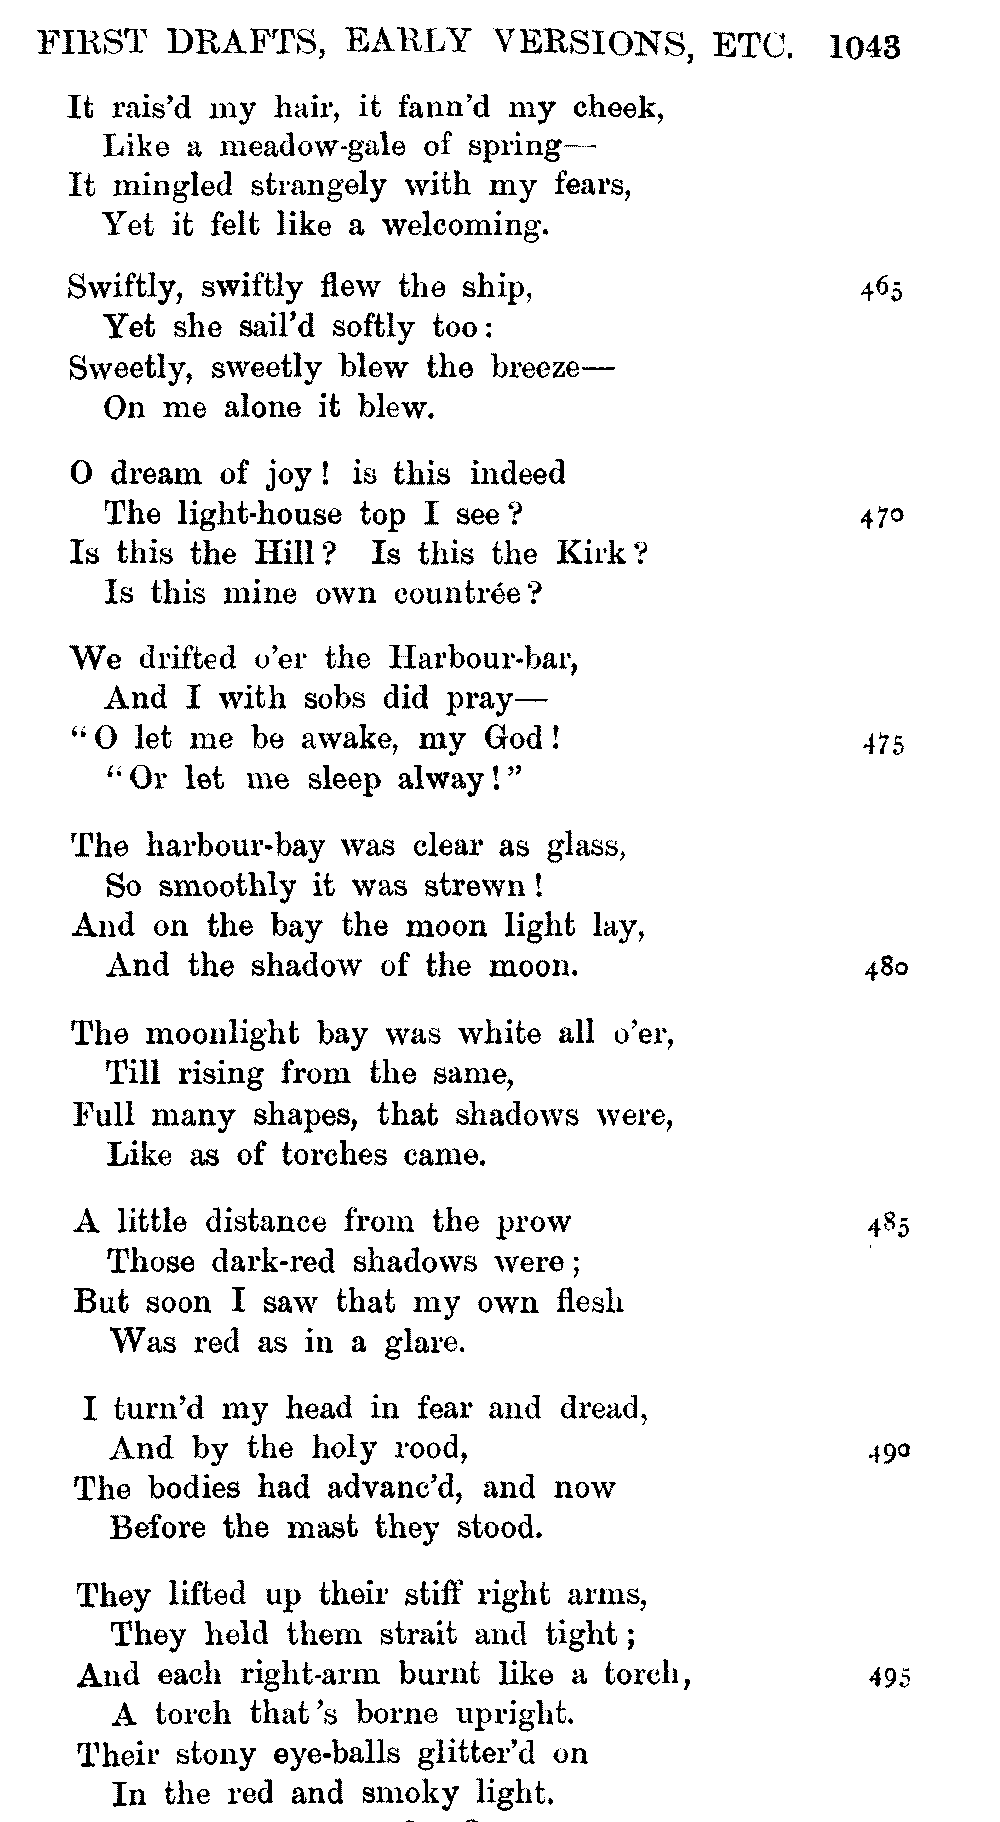 FIRST DRAFTS, EARLY VERSIONS, ETC. 1043
It rais'd my hair, it fann'd my cheek,
Like a meadow-gale of spring—
It mingled strangely with my fears,
Yet it felt like a welcoming.
Swiftly, swiftly flew the ship, 465
Yet she sail'd softly too:
Sweetly, sweetly blew the breeze—
On me alone it blew.
O dream of joy! is this indeed
The light-house top I see? 470
Is this the Hill? Is this the Kirk?
Is this mine own countrée?
We drifted o'er the Harbour-bar,
And I with sobs did pray—
"O let me be awake, my God! 475
"Or let me sleep alway!"
The harbour-bay was clear as glass,
So smoothly it was strewn!
And on the bay the moon light lay,
And the shadow of the moon. 480
The moonlight bay was white all o'er,
Till rising from the same,
Full many shapes, that shadows were,
Like as of torches came.
A little distance from the prow 485
Those dark-red shadows were;
But soon I saw that my own flesh
Was red as in a glare.
I turn'd my head in fear and dread,
And by the holy rood, 490
The bodies had advanc'd, and now
Before the mast they stood.
They lifted up their stiff right arms,
They held them strait and tight;
And each right-arm burnt like a torch, 495
A torch that's borne upright.
Their stony eye-balls glitter'd on
In the red and smoky light.